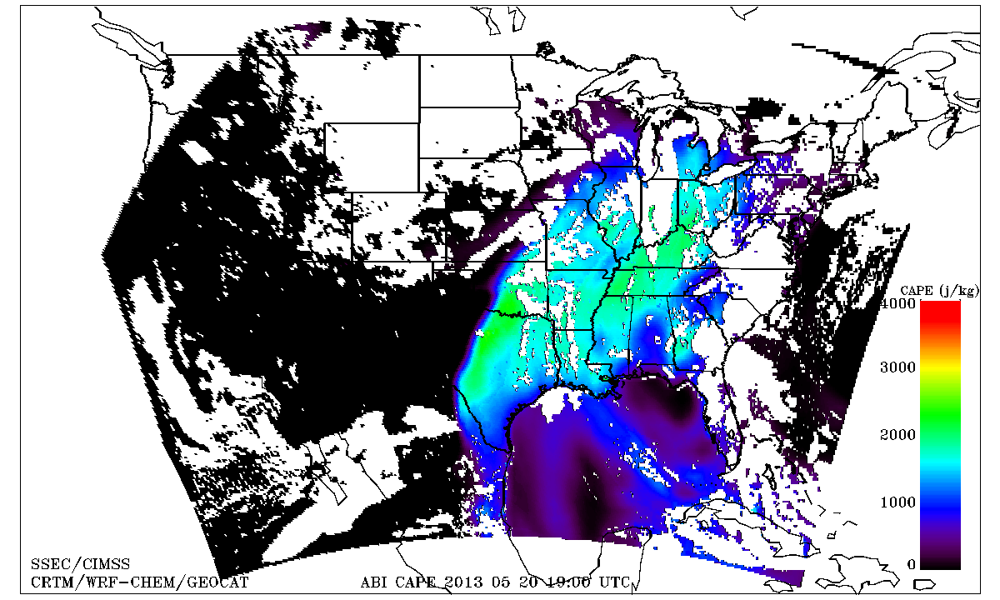 CAPE (j/kg)
4000
3000
2000
1000
0
SSEC/CIMSS
CRTM/WRF-CHEM/GEOCAT
ABI CAPE 2013 05 20 19:00 UTC